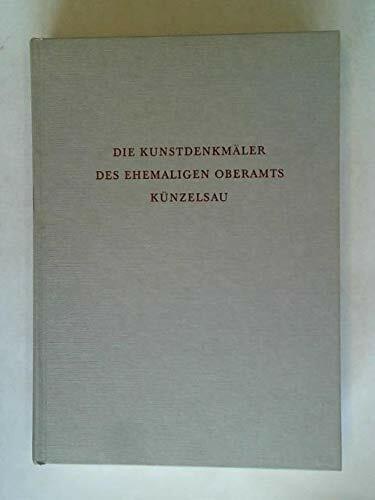 DIE KUNSTDENKMÄLER
DES EHEMALIGEN OBERAMTS
KÜNZELSAU